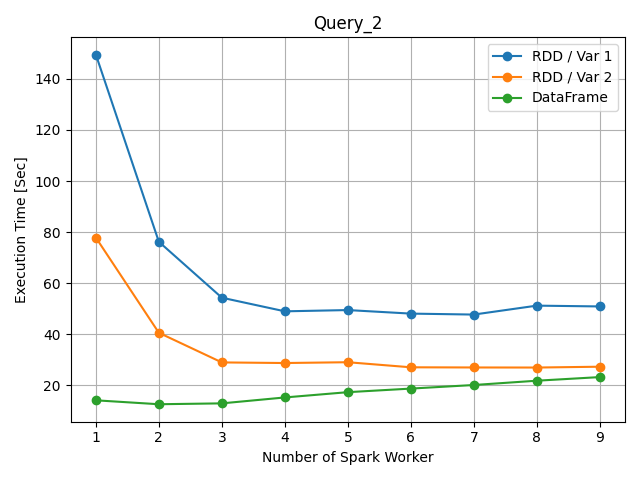 Query_2
Execution Time [Sec]
140
120
100
80
60
40
20
RDD / Var 1
RDD / Var 2
DataFrame
1 2 3 4 5 6 7 8 9
Number of Spark Worker